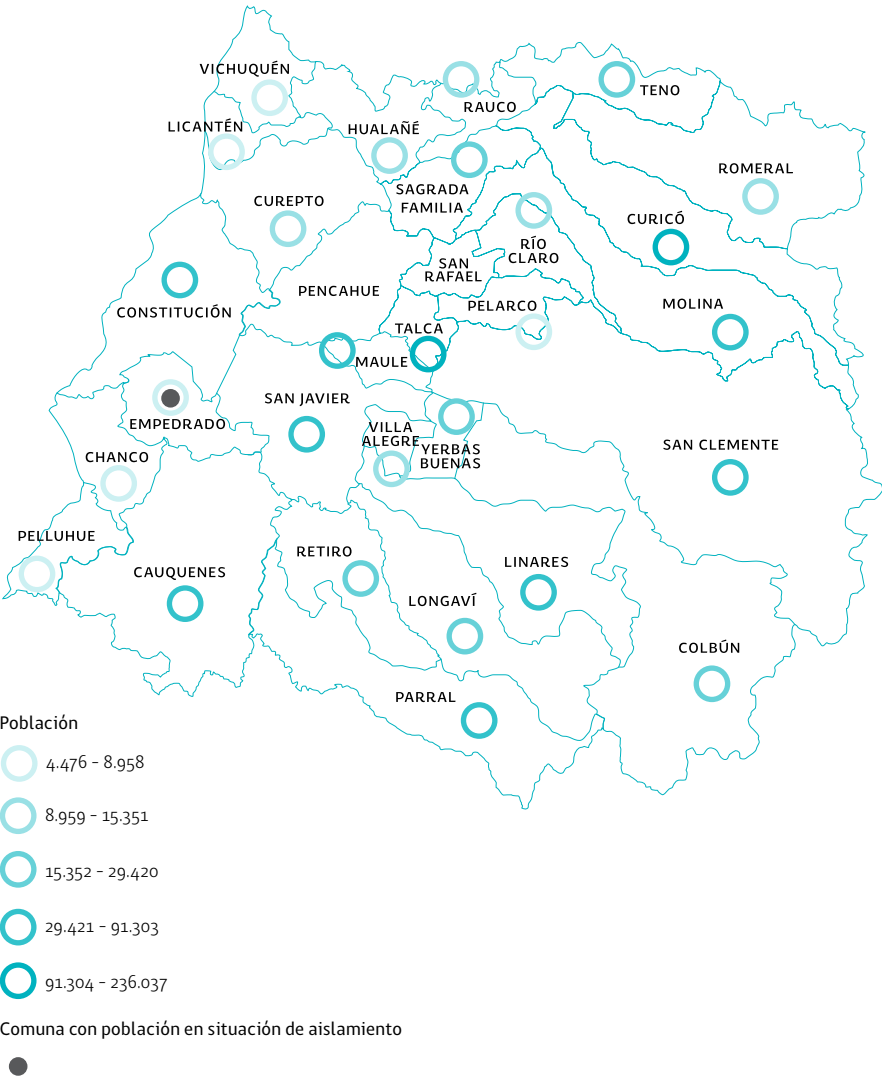 VICHUQUÉN
TENO
RAUCO
LICANTÉN
HUALAÑÉ
ROMERAL
SAGRADA
FAMILIA
CUREPTO
CURICÓ
RÍO
CLARO
SAN
RAFAEL
PENCAHUE
MOLINA
PELARCO
CONSTITUCIÓN
TALCA
MAULE
SAN JAVIER
EMPEDRADO
VILLA
ALEGRE
SAN CLEMENTE
YERBAS
BUENAS
CHANCO
PELLUHUE
RETIRO
LINARES
CAUQUENES
LONGAVÍ
COLBÚN
PARRAL
Población
4.476 - 8.958
8.959 - 15.351
15.352 - 29.420
29.421 - 91.303
91.304 - 236.037
Comuna con población en situación de aislamiento